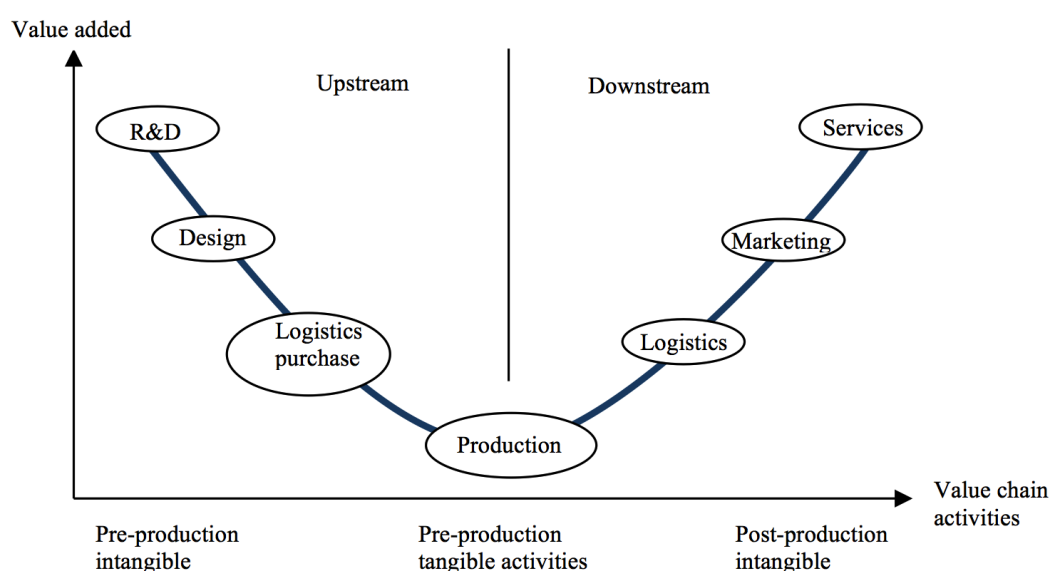 Value added
Upstream
Downstream
R&D
Services
Design
Marketing
Logistics
purchase
Logistics
Production
Value chain
activities
Pre-production
intangible
Pre-production
tangible activities
Post-production
intangible